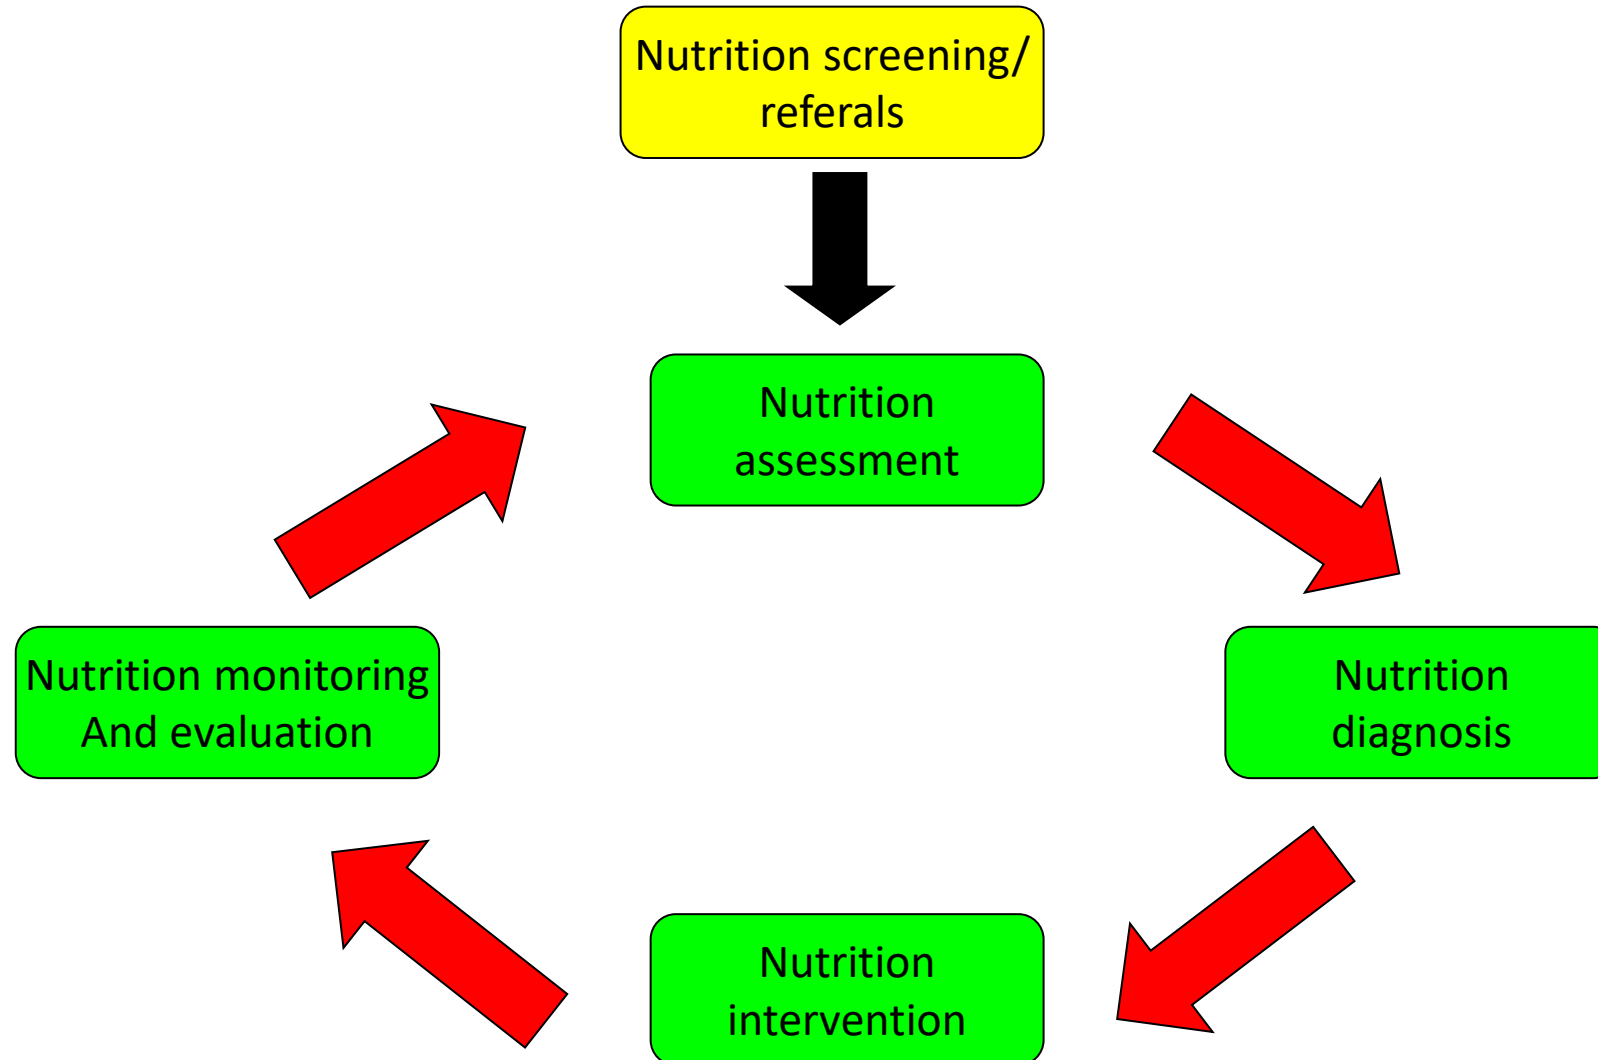 Nutrition screening/
referals
Nutrition
assessment
Nutrition monitoring
And evaluation
Nutrition
diagnosis
Nutrition
intervention